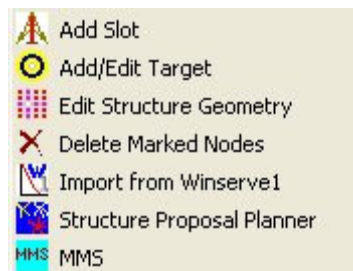 Add Slot
Add/Edit Target
Edit Structure Geometry
Delete Marked Nodes
Import from Winserve1
Structure Proposal Planner
MMS MMS